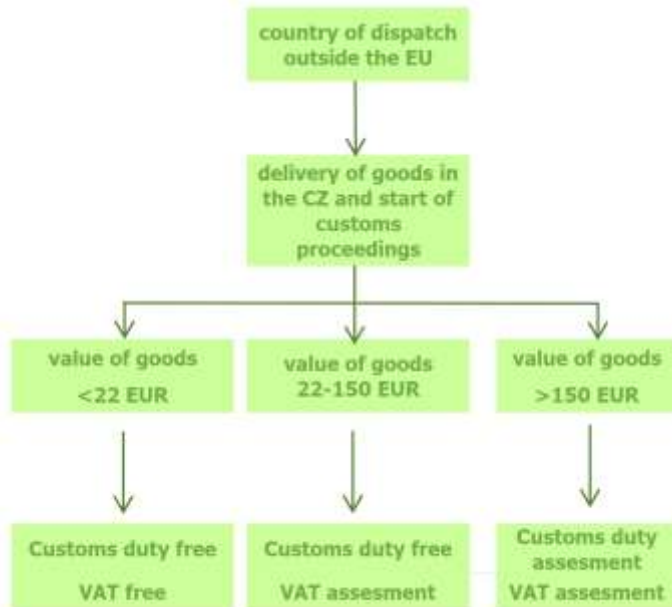 country of dispatch
outside the EU
delivery of goods in
the CZ and start of
customs
proceedings
value of goods
<22 EUR
value of goods
22-150 EUR
value of goods
>150 EUR
Customs duty free
VAT free
Customs duty free
VAT assesment
Customs duty
assesment
VAT assesment